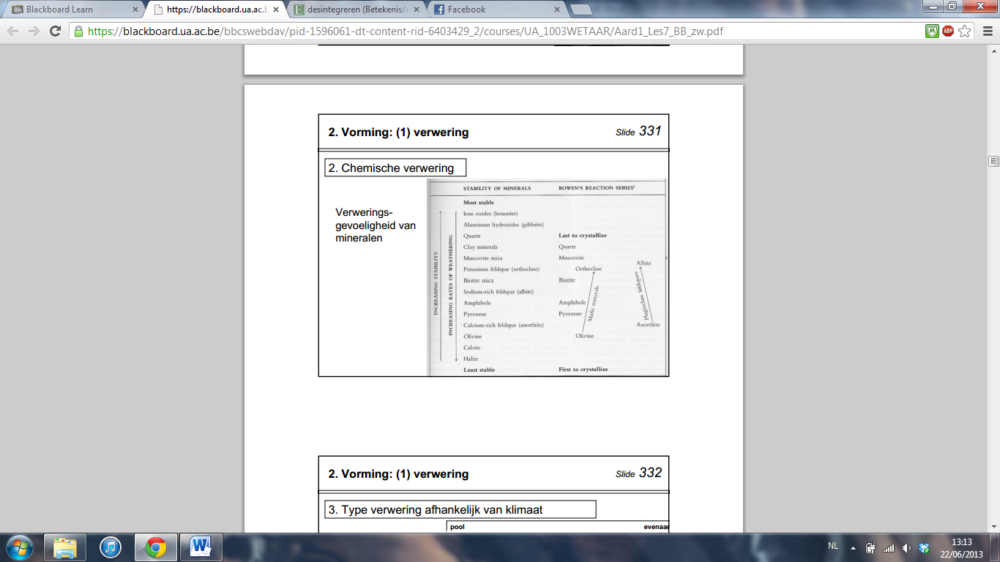 Blackboard Learn
https://blackboard.ua.ac.b
desintegreren (Betekenis/
Facebook
https://blackboard.ua.ac.be/bbcswebdav/pid-1596061-dt-content-rid-6403429_2/courses/UA_1003WETAAR/Aard1_Les7_BB_zw.pdf
ABP
2. Vorming: (1) verwering
Slide 331
2. Chemische verwering
Verwerings-
gevoeligheid van
mineralen
STABILITY OF MINERALS
BOWEN'S REACTION SERIES¹
Most stable
Iron oxides (hematite)
Aluminum hydroxides (gibbsite)
Quartz
Last to crystallize
Clay minerals
Quartz
Muscovite mica
Muscovite
Albite
Potassium feldspar (orthoclase)
Orthoclase
Biotite mica
Biotite
Sodium-rich feldspar (albite)
Amphibole
Amphibole
Pyroxene
Pyroxene
Calcium-rich feldspar (anorthite)
Anorthite
Olivine
Olivine
Calcite
Halite
Least stable
First to crystallize
INCREASING STABILITY
INCREASING RATES OF WEATHERING
Mafic minerals
Plagioclase feldspars
2. Vorming: (1) verwering
Slide 332
3. Type verwering afhankelijk van klimaat
pool
evenaar
NL
13:13
22/06/2013